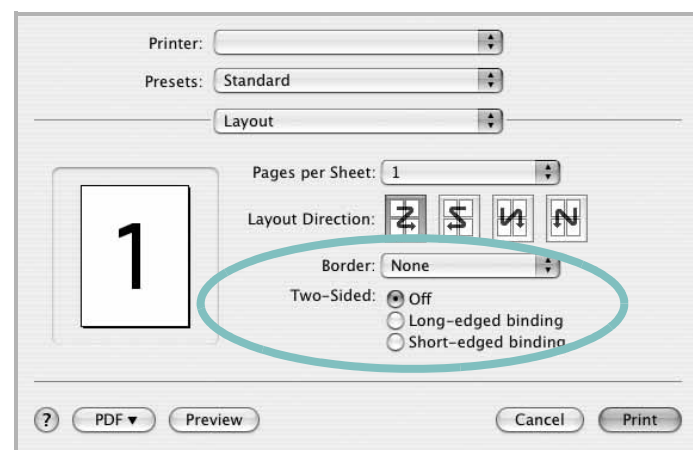 Printer:
Presets: Standard
Layout
Pages per Sheet: 1
Layout Direction:
1
Border: None
Two-Sided: Off
Long-edged binding
Short-edged binding
? PDF▼ Preview Cancel Print